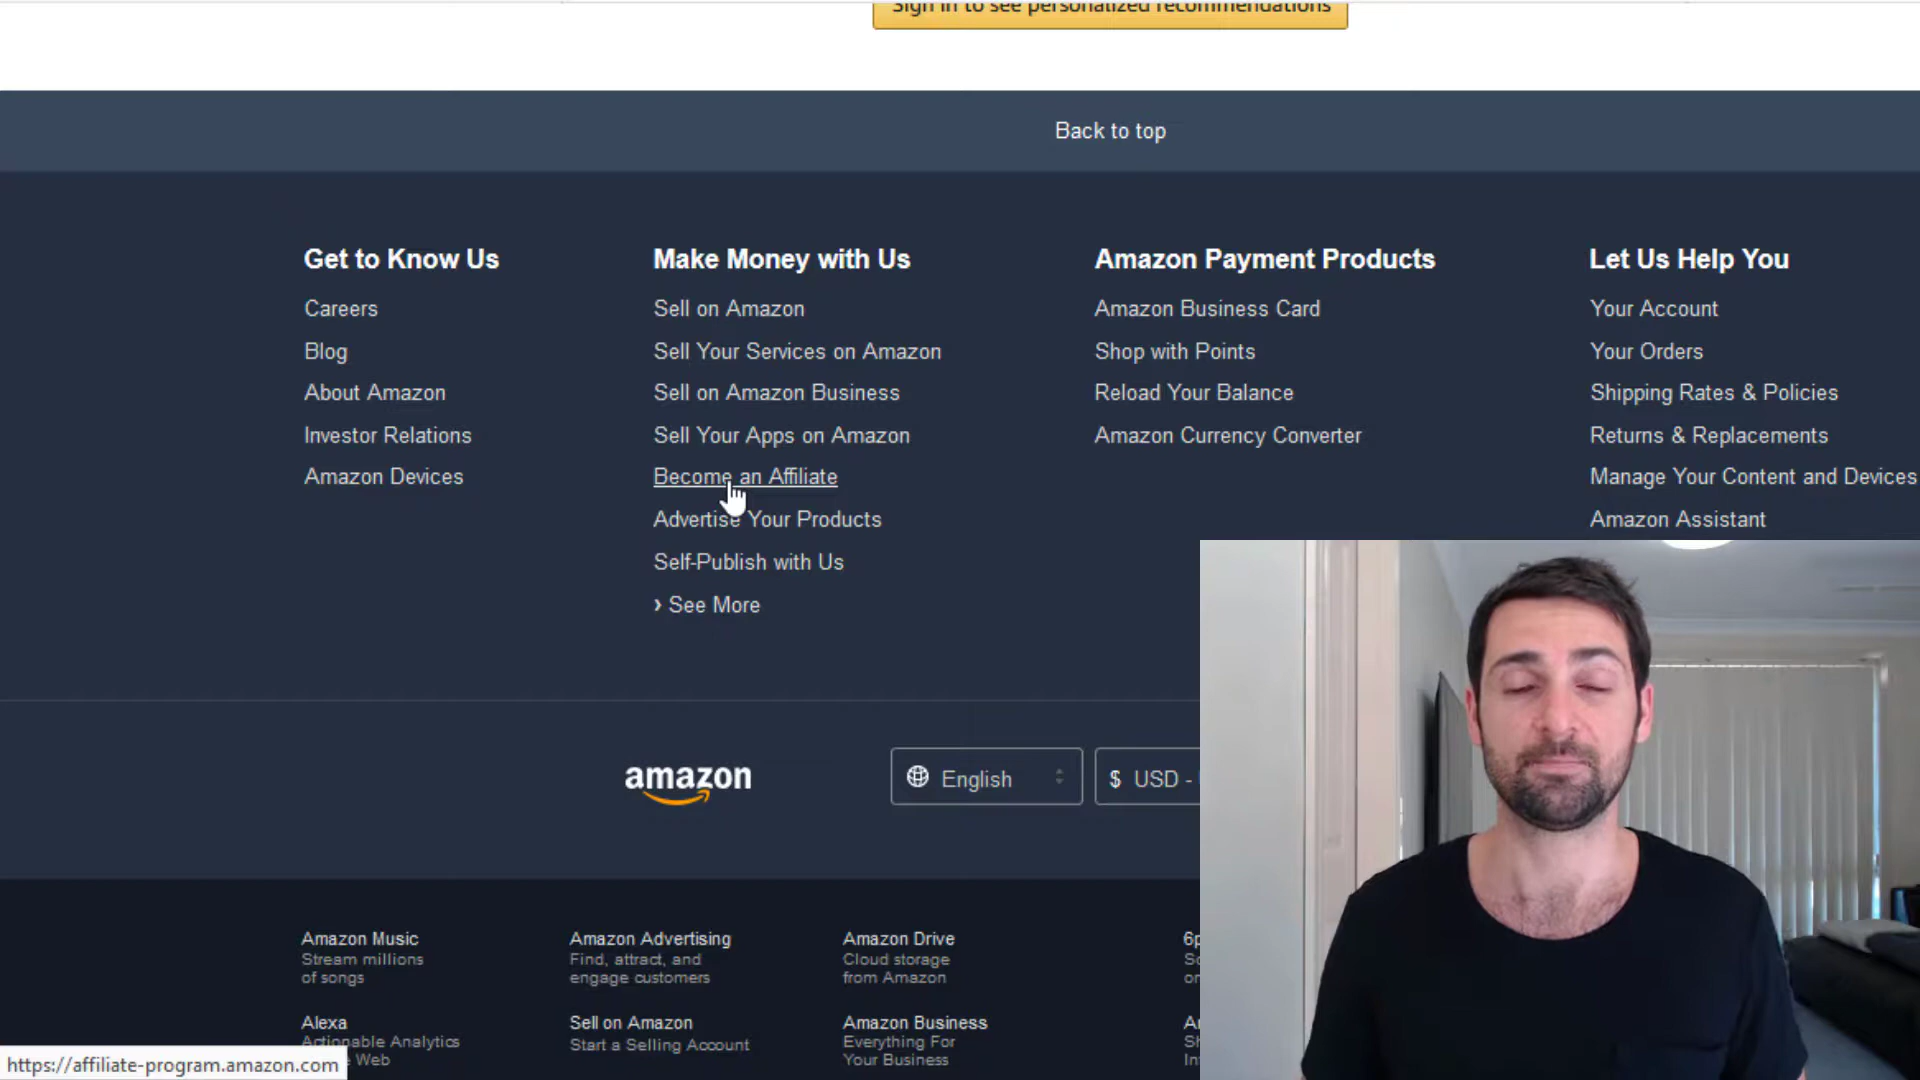 Sign in to see personalized recommendations
Back to top
Get to Know Us
Careers
Blog
About Amazon
Investor Relations
Amazon Devices
Make Money with Us
Sell on Amazon
Sell Your Services on Amazon
Sell on Amazon Business
Sell Your Apps on Amazon
Become an Affiliate
Advertise Your Products
Self-Publish with Us
› See More
Amazon Payment Products
Amazon Business Card
Shop with Points
Reload Your Balance
Amazon Currency Converter
Let Us Help You
Your Account
Your Orders
Shipping Rates & Policies
Returns & Replacements
Manage Your Content and Devices
Amazon Assistant
amazon
English
$ USD -
Amazon Music
Stream millions
of songs
Amazon Advertising
Find, attract, and
engage customers
Amazon Drive
Cloud storage
from Amazon
Alexa
Actionable Analytics
Web
Sell on Amazon
Start a Selling Account
Amazon Business
Everything For
Your Business
https://affiliate-program.amazon.com